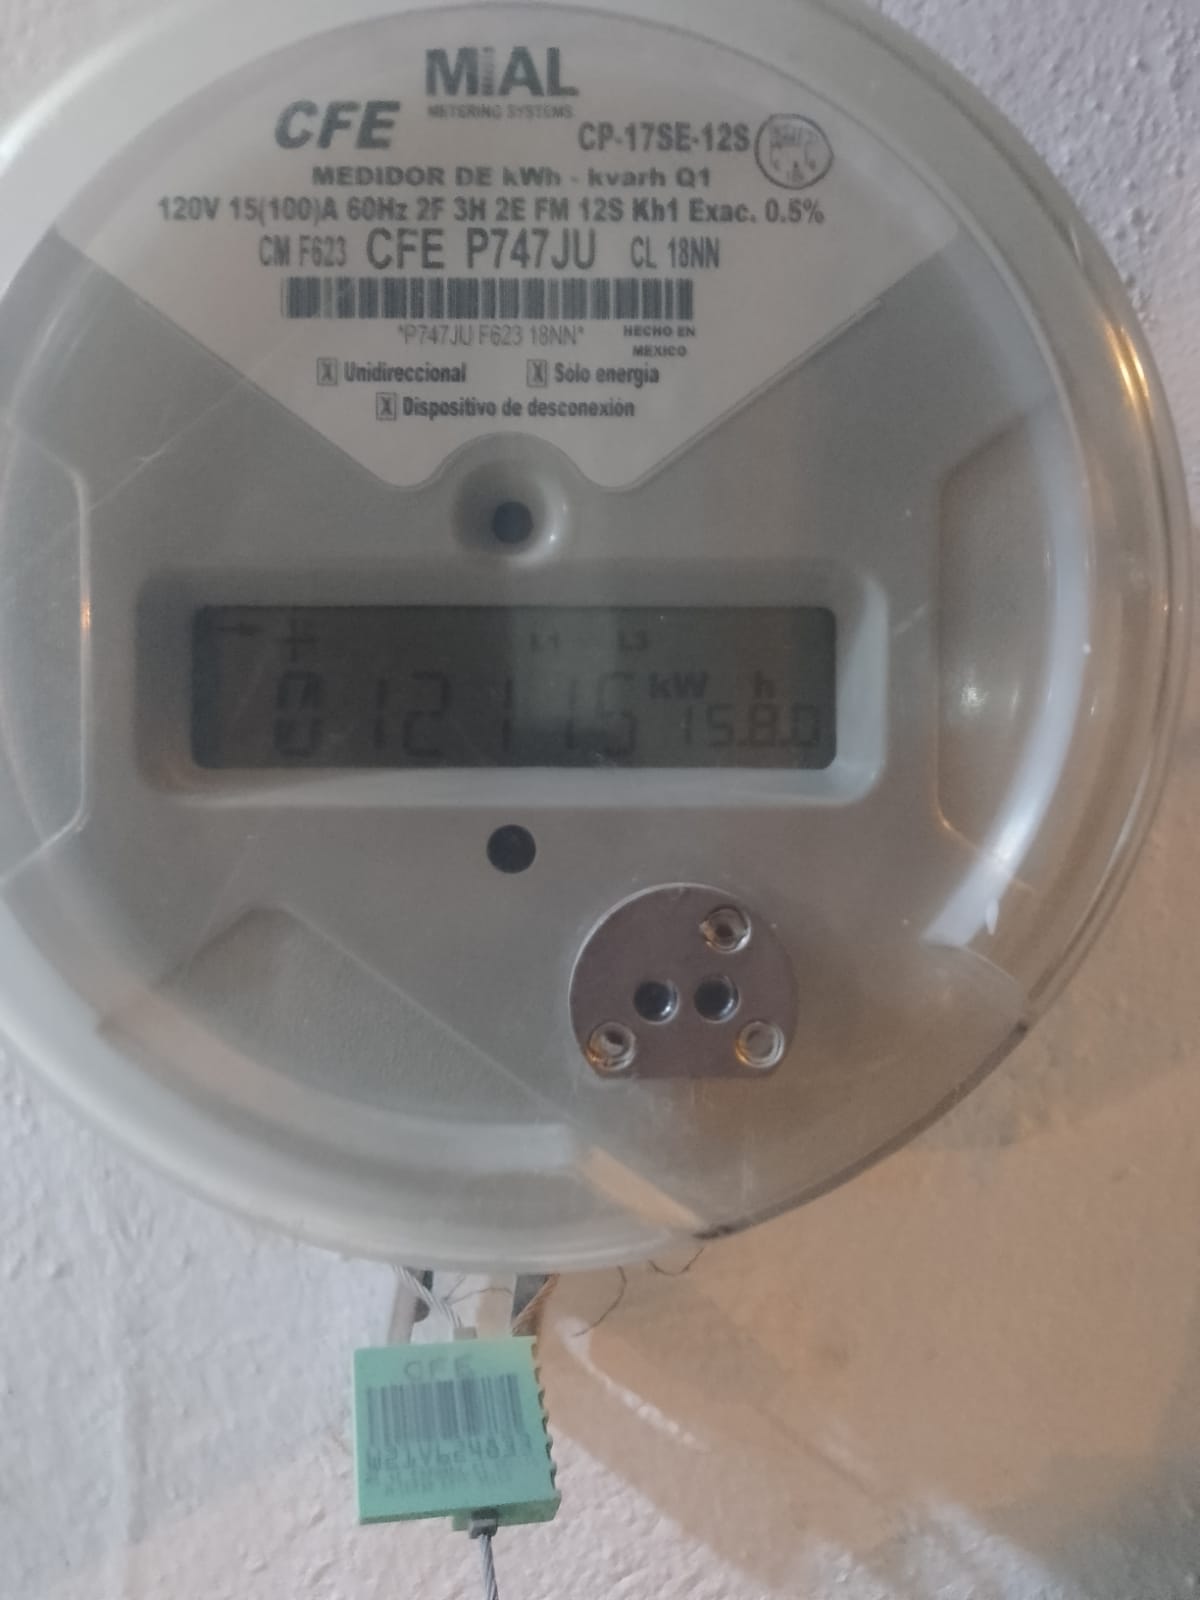 MiAL
METERING SYSTEMS
CFE
CP-17SE-12S
MEDIDOR DE kWh - kvarh Q1
120V 15(100)A 60Hz 2F 3H 2E FM 12S Kh1 Exac. 0.5%
CM F623 CFE P747JU CL 18NN
*P747JU F623 18NN*
HECHO EN
MEXICO
X Unidireccional X Sólo energía
X Dispositivo de desconexión
L1 L3
012115 kW h 15.8.0
CFE